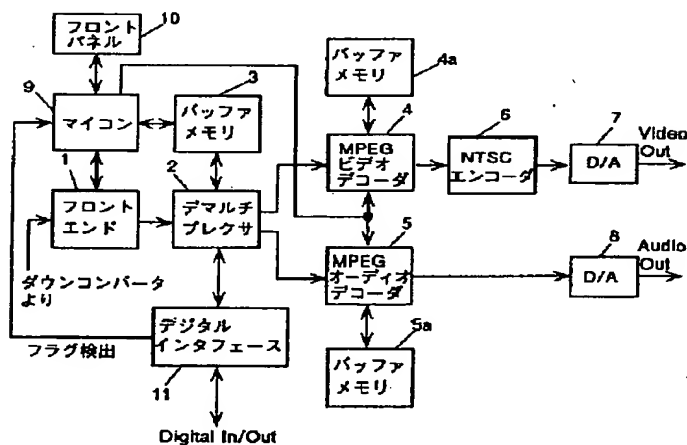 フロント
パネル
10
9
マイコン
3
バッファ
メモリ
バッファ
メモリ
4a
4
MPEG
ビデオ
デコーダ
6
NTSC
エンコーダ
7
D/A
Video
Out
1
フロント
エンド
2
デマルチ
プレクサ
5
MPEG
オーディオ
デコーダ
8
D/A
Audio
Out
ダウンコンバータ
より
フラグ検出
デジタル
インタフェース
11
5a
バッファ
メモリ
Digital In/Out